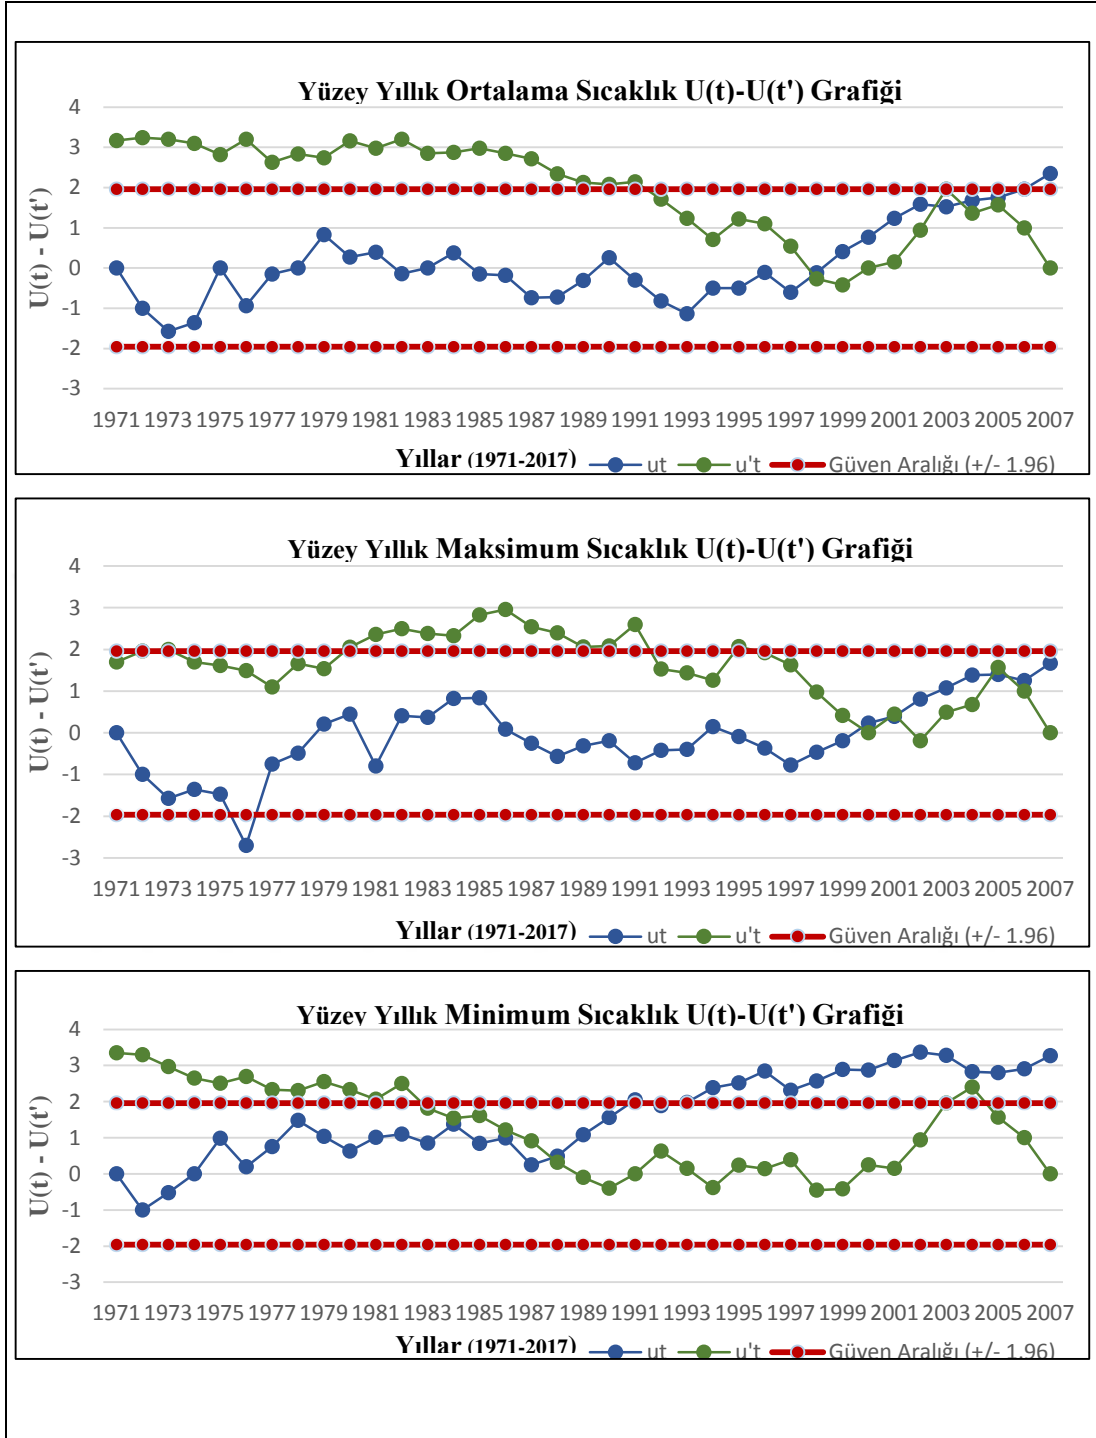 Yüzey Yıllık Ortalama Sıcaklık U(t)-U(t') Grafiği
4
3
2
1
0
-1
-2
-3
U(t) - U(t')
1971 1973 1975 1977 1979 1981 1983 1985 1987 1989 1991 1993 1995 1997 1999 2001 2003 2005 2007
Yıllar (1971-2017) ut u't Güven Aralığı (+/- 1.96)
Yüzey Yıllık Maksimum Sıcaklık U(t)-U(t') Grafiği
4
3
2
1
0
-1
-2
-3
U(t) - U(t')
1971 1973 1975 1977 1979 1981 1983 1985 1987 1989 1991 1993 1995 1997 1999 2001 2003 2005 2007
Yıllar (1971-2017) ut u't Güven Aralığı (+/- 1.96)
Yüzey Yıllık Minimum Sıcaklık U(t)-U(t') Grafiği
4
3
2
1
0
-1
-2
-3
U(t) - U(t')
1971 1973 1975 1977 1979 1981 1983 1985 1987 1989 1991 1993 1995 1997 1999 2001 2003 2005 2007
Yıllar (1971-2017) ut u't Güven Aralığı (+/- 1.96)